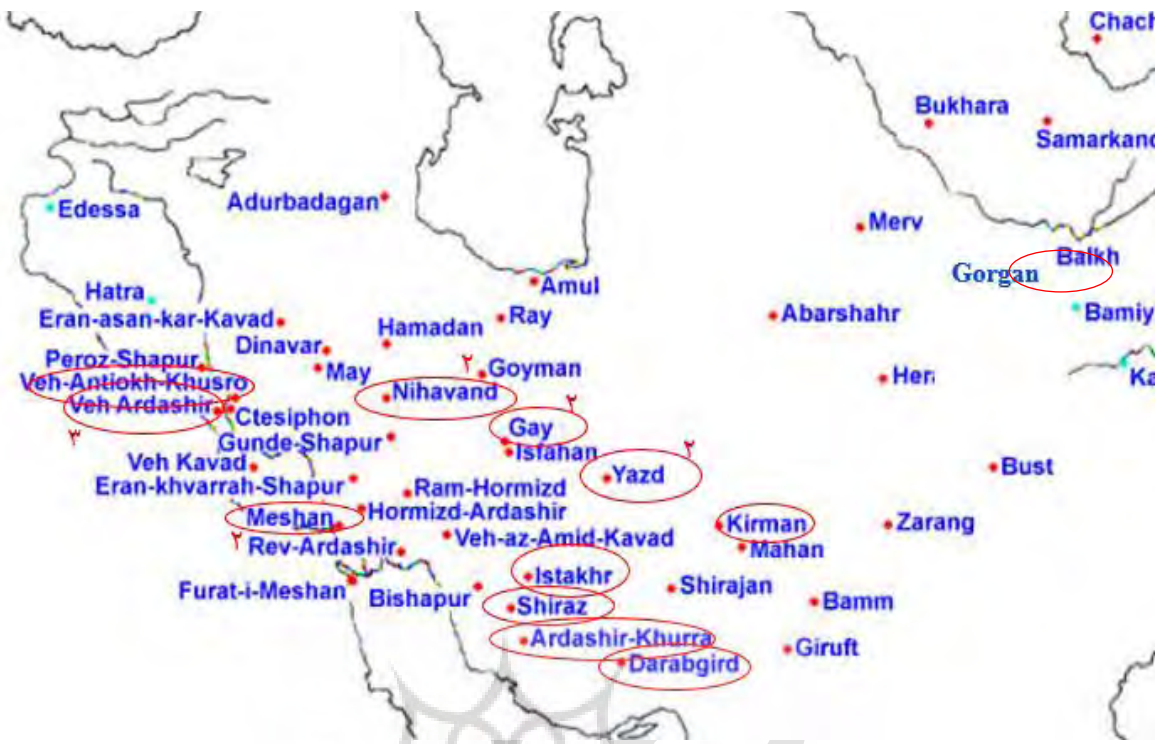 Chach
Bukhara
Samarkand
Edessa
Adurbadagan
Merv
Balkh
Gorgan
Hatra
Amul
Bamiy
Eran-asan-kar-Kavad
Ray
Abarshahr
Hamadan
Dinavar
Peroz-Shapur
May
۲
Goyman
Her
Ka
Veh-Antiokh-Khusro
Nihavand
۲
Veh Ardashir
Ctesiphon
Gay
۳
Gunde-Shapur
Isfahan
۲
Veh Kavad
Yazd
Bust
Eran-khvarrah-Shapur
Ram-Hormizd
Meshan
Hormizd-Ardashir
Kirman
Zarang
۲
Rev-Ardashir
Veh-az-Amid-Kavad
Mahan
Istakhr
Furat-i-Meshan
Bishapur
Shirajan
Shiraz
Bamm
Ardashir-Khurra
Giruft
Darabgird